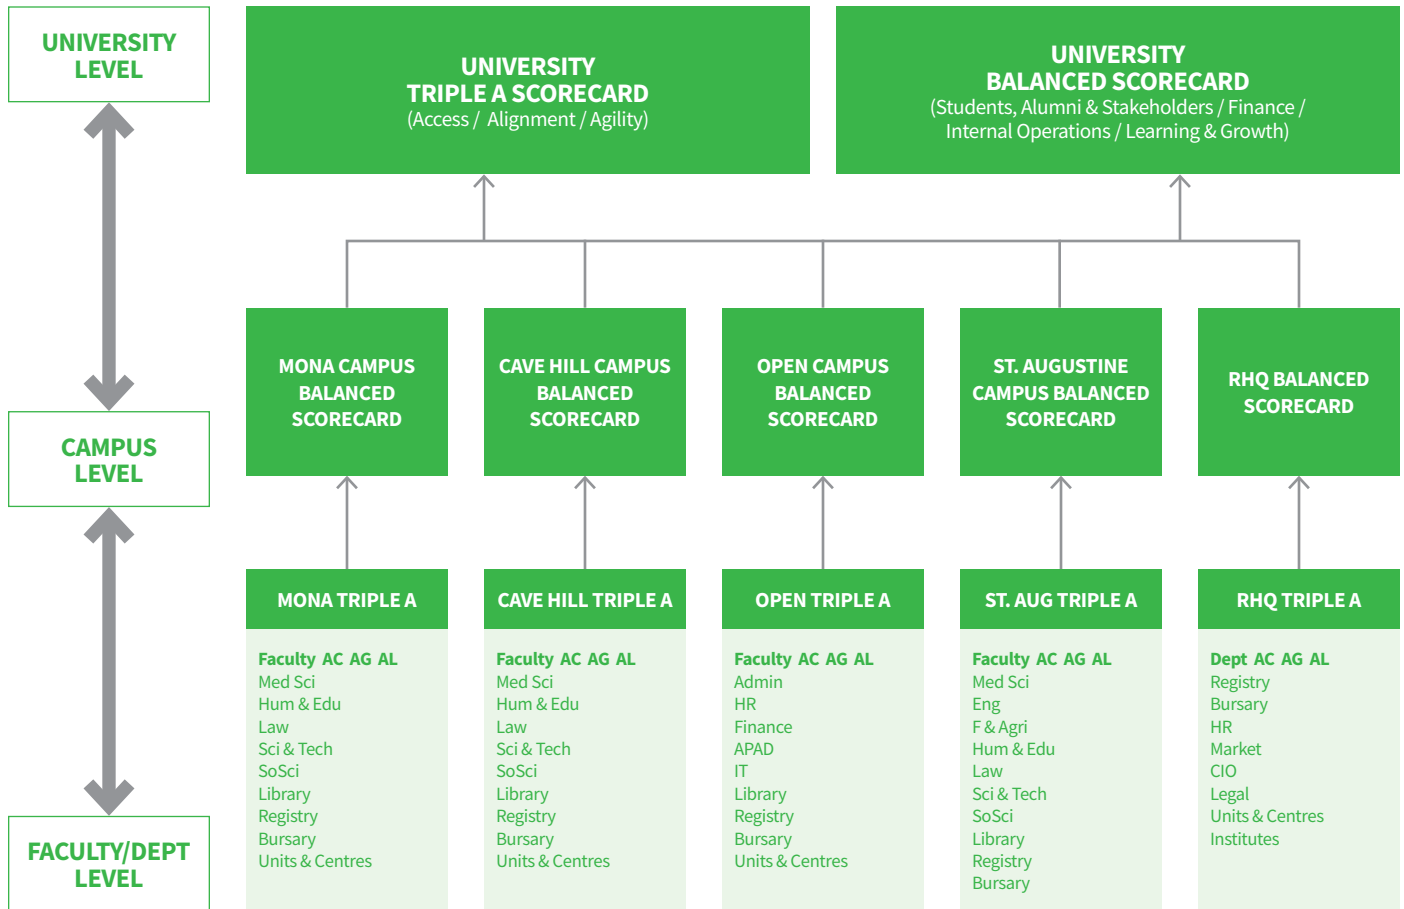 UNIVERSITY
LEVEL
UNIVERSITY
TRIPLE A SCORECARD
(Access / Alignment / Agility)
UNIVERSITY
BALANCED SCORECARD
(Students, Alumni & Stakeholders / Finance /
Internal Operations / Learning & Growth)
CAMPUS
LEVEL
MONA CAMPUS
BALANCED
SCORECARD
CAVE HILL CAMPUS
BALANCED
SCORECARD
OPEN CAMPUS
BALANCED
SCORECARD
ST. AUGUSTINE
CAMPUS BALANCED
SCORECARD
RHQ BALANCED
SCORECARD
FACULTY/DEPT
LEVEL
MONA TRIPLE A
Faculty AC AG AL
Med Sci
Hum & Edu
Law
Sci & Tech
SoSci
Library
Registry
Bursary
Units & Centres
CAVE HILL TRIPLE A
Faculty AC AG AL
Med Sci
Hum & Edu
Law
Sci & Tech
SoSci
Library
Registry
Bursary
Units & Centres
OPEN TRIPLE A
Faculty AC AG AL
Admin
HR
Finance
APAD
IT
Library
Registry
Bursary
Units & Centres
ST. AUG TRIPLE A
Faculty AC AG AL
Med Sci
Eng
F & Agri
Hum & Edu
Law
Sci & Tech
SoSci
Library
Registry
Bursary
RHQ TRIPLE A
Dept AC AG AL
Registry
Bursary
HR
Market
CIO
Legal
Units & Centres
Institutes